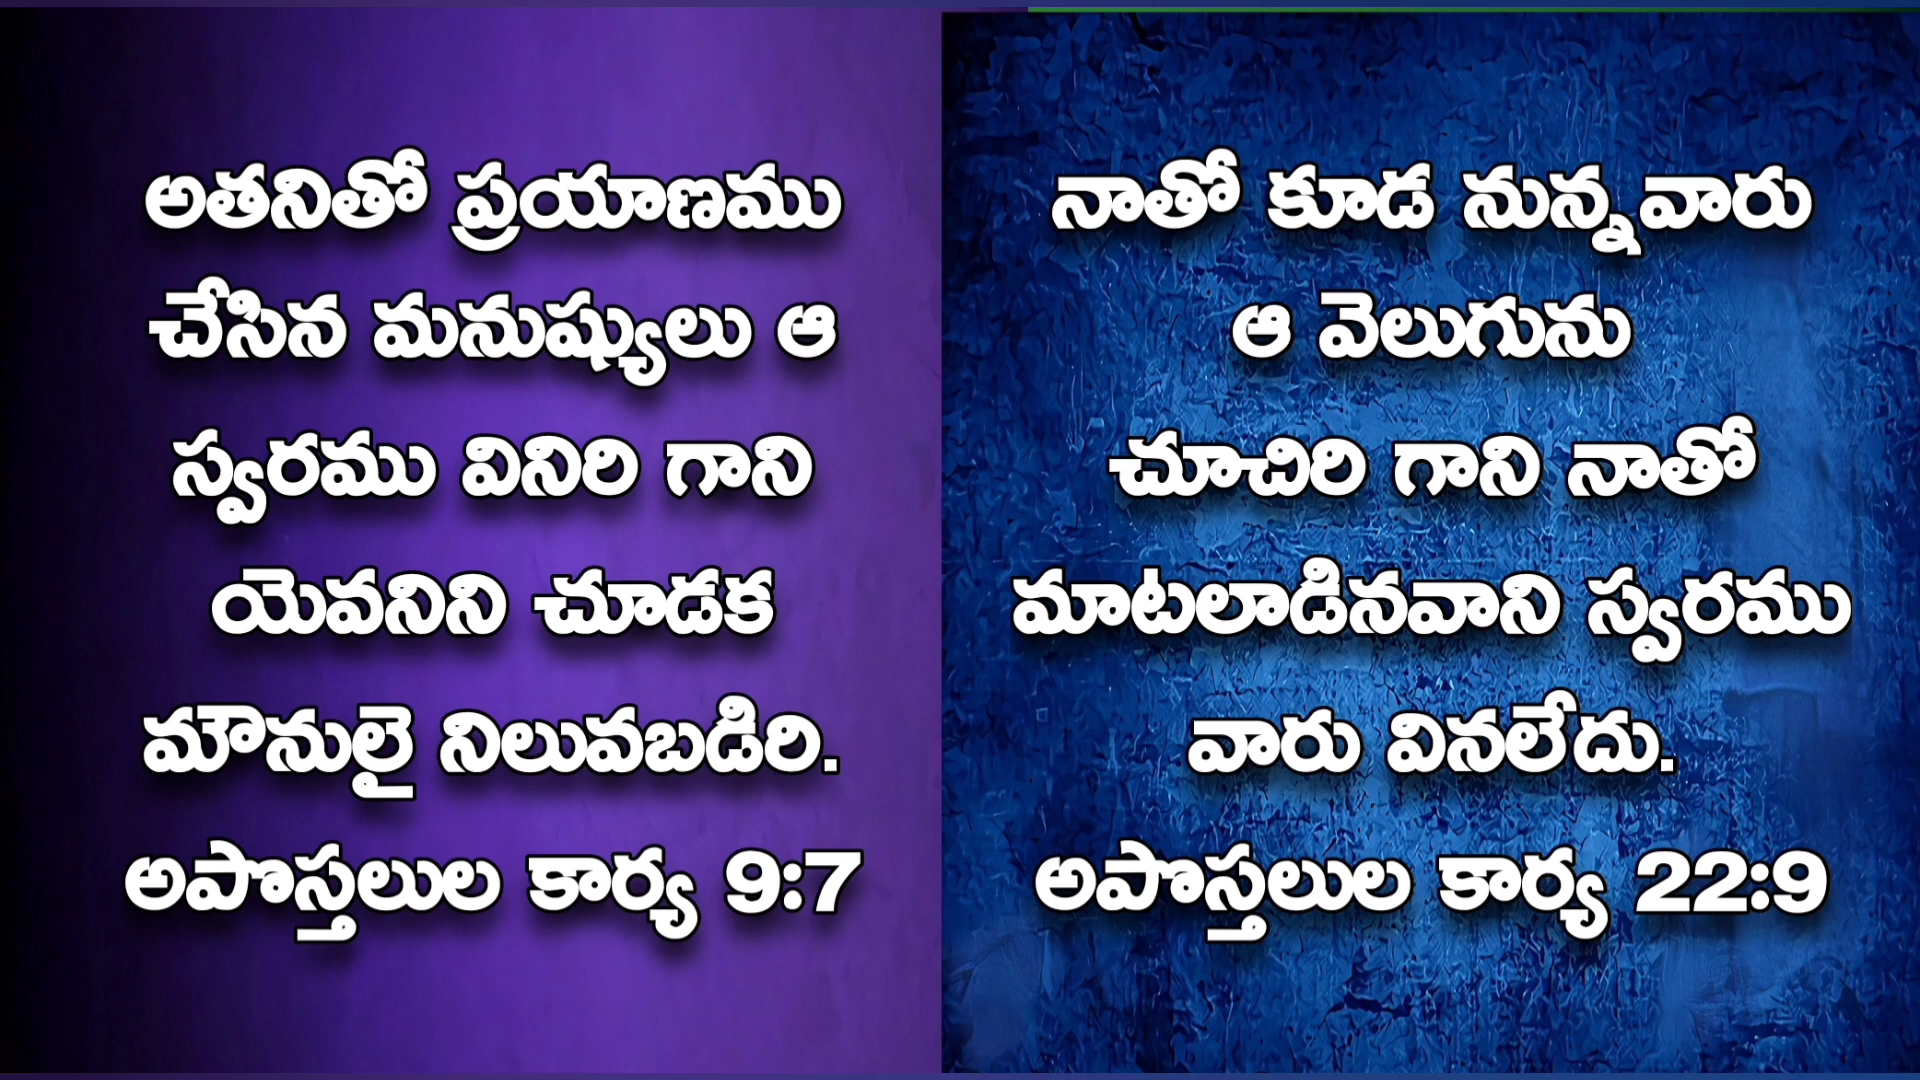 అతనితో ప్రయాణము
చేసిన మనుష్యులు ఆ
స్వరము వినిరి గాని
యెవనిని చూడక
మౌనులై నిలువబడిరి.
అపొస్తలుల కార్య 9:7
నాతో కూడ నున్నవారు
ఆ వెలుగును
చూచిరి గాని నాతో
మాటలాడినవాని స్వరము
వారు వినలేదు.
అపొస్తలుల కార్య 22:9